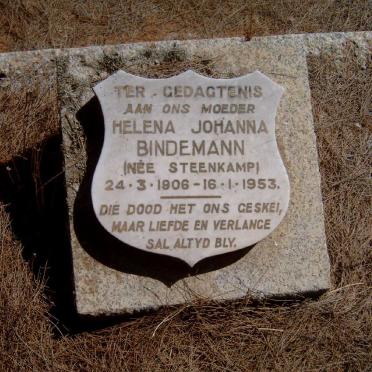 TER GEDAGTENIS
AAN ONS MOEDER
HELENA JOHANNA
BINDEMANN
(NÉE STEENKAMP)
24·3·1906-16·1·1953.
DIE DOOD HET ONS GESKEI,
MAAR LIEFDE EN VERLANGE
SAL ALTYD BLY.